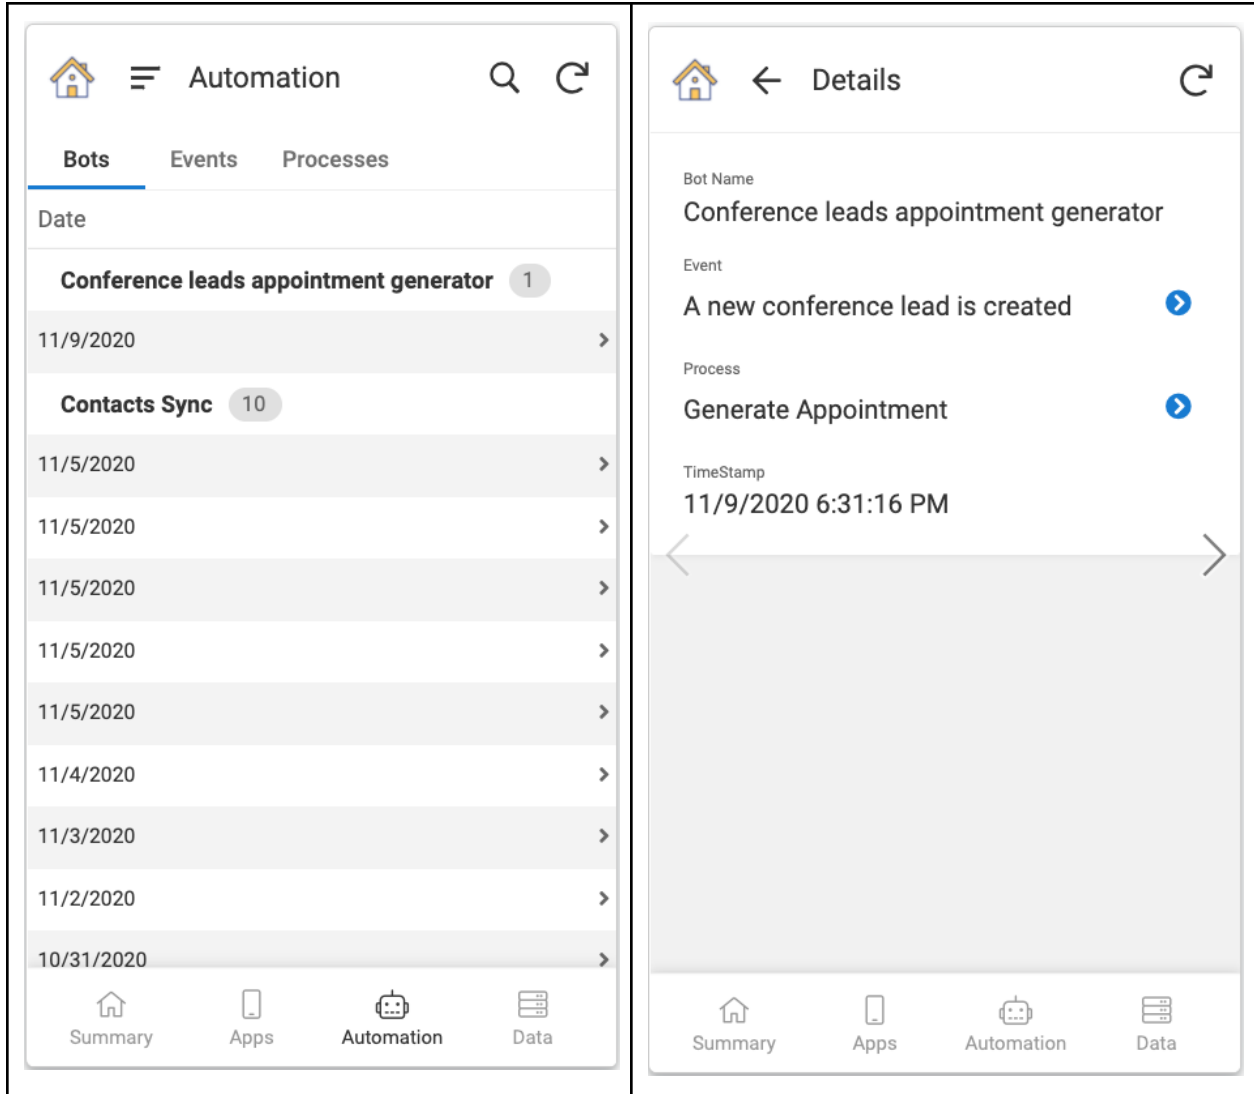 Automation
Bots Events Processes
Date
Conference leads appointment generator 1
11/9/2020
Contacts Sync 10
11/5/2020
11/5/2020
11/5/2020
11/5/2020
11/5/2020
11/4/2020
11/3/2020
11/2/2020
10/31/2020
Summary Apps Automation Data
Details
Bot Name
Conference leads appointment generator
Event
A new conference lead is created
Process
Generate Appointment
TimeStamp
11/9/2020 6:31:16 PM
Summary Apps Automation Data